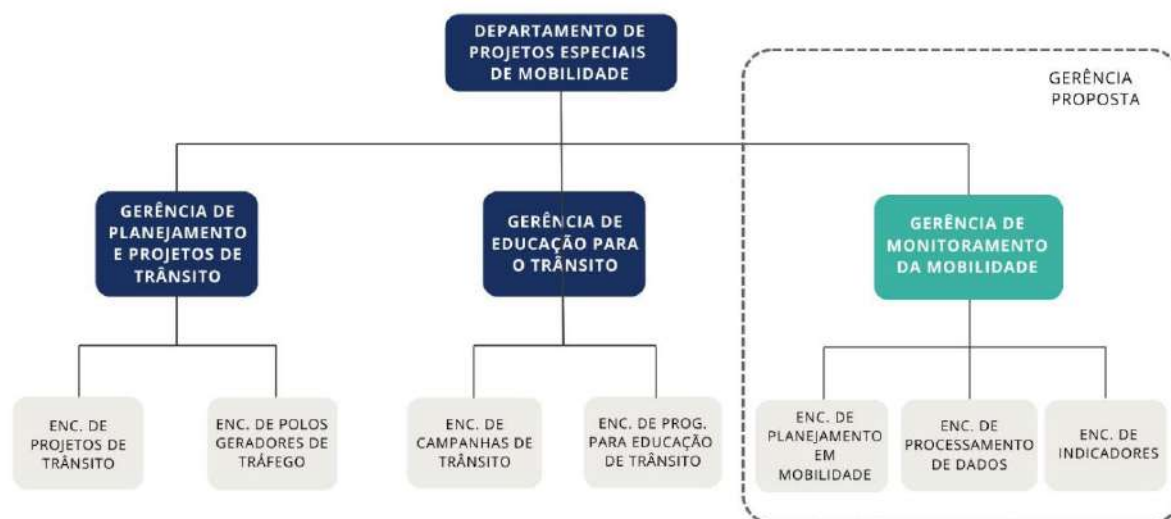 DEPARTAMENTO DE
PROJETOS ESPECIAIS
DE MOBILIDADE
GERÊNCIA
PROPOSTA
GERÊNCIA DE
PLANEJAMENTO
E PROJETOS DE
TRÂNSITO
GERÊNCIA DE
EDUCAÇÃO PARA
O TRÂNSITO
GERÊNCIA DE
MONITORAMENTO
DA MOBILIDADE
ENC. DE
PROJETOS DE
TRÂNSITO
ENC. DE POLOS
GERADORES DE
TRÁFEGO
ENC. DE
CAMPANHAS DE
TRÂNSITO
ENC. DE PROG.
PARA EDUCAÇÃO
DE TRÂNSITO
ENC. DE
PLANEJAMENTO
EM
MOBILIDADE
ENC. DE
PROCESSAMENTO
DE DADOS
ENC. DE
INDICADORES